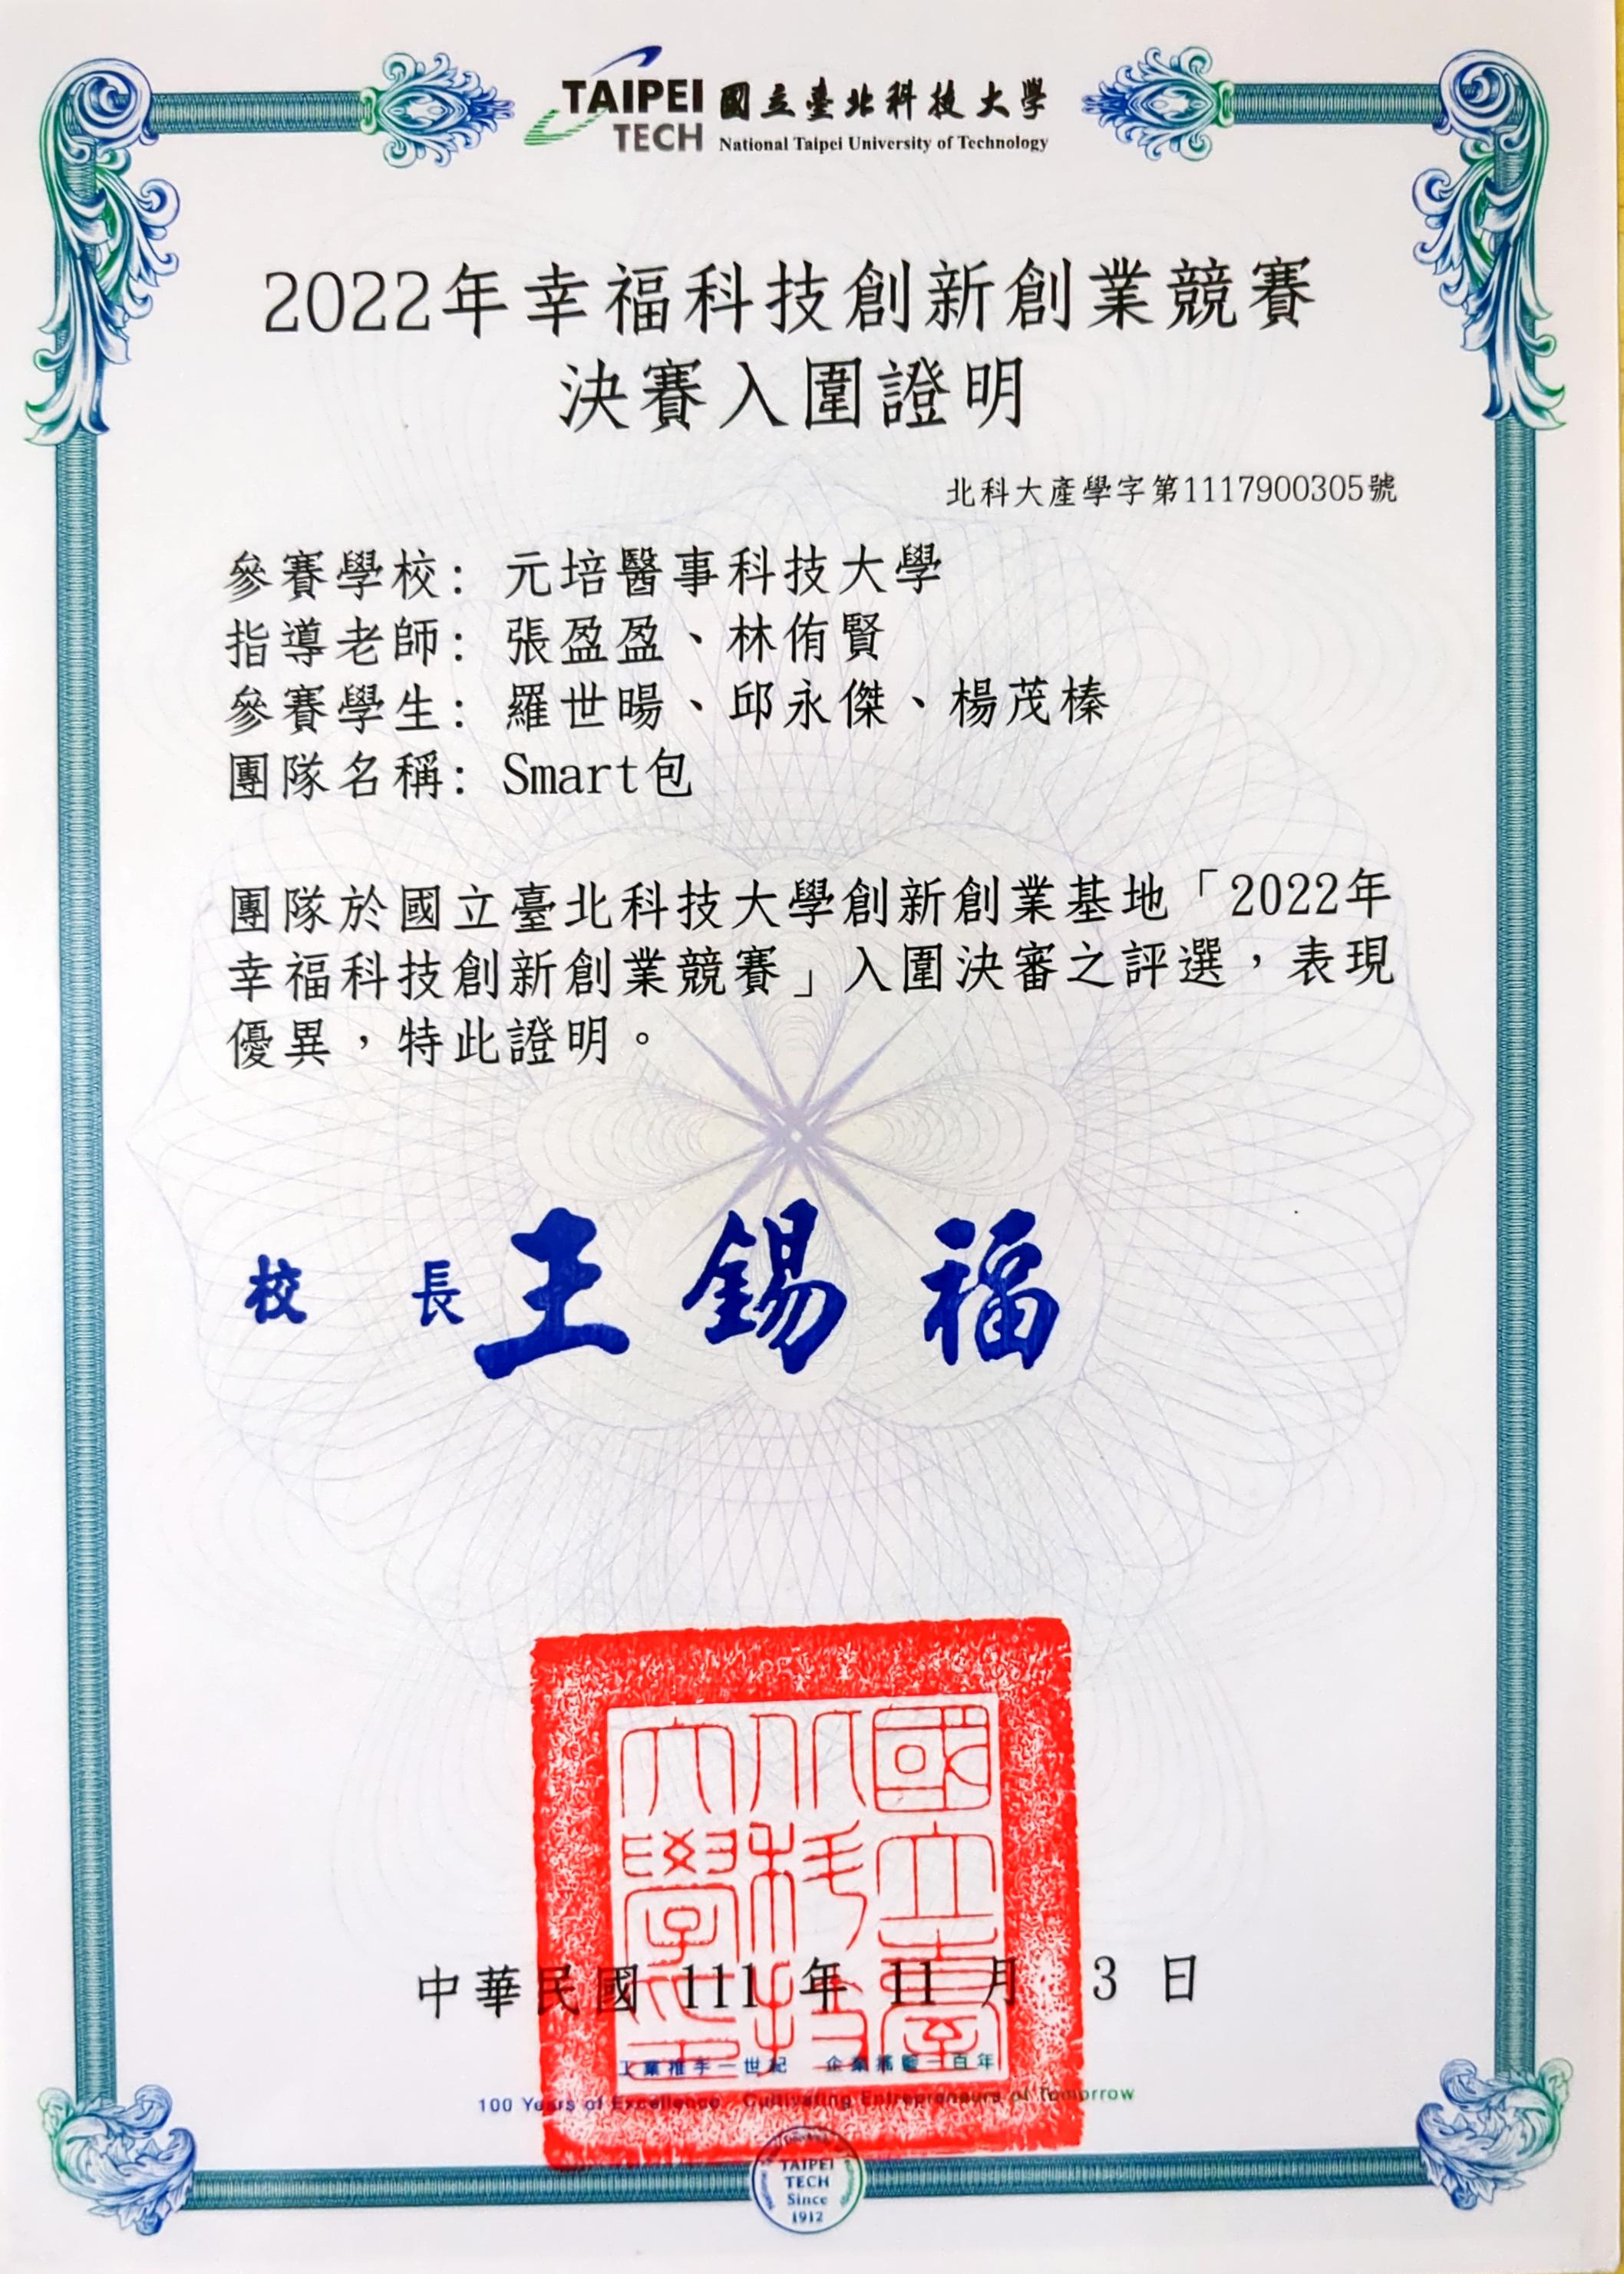 TAIPEI TECH 國立臺北科技大學
National Taipei University of Technology
2022年幸福科技創新創業競賽
決賽入圍證明
北科大產學字第1117900305號
參賽學校: 元培醫事科技大學
指導老師: 張盈盈、林侑賢
參賽學生: 羅世暘、邱永傑、楊茂榛
團隊名稱: Smart包
團隊於國立臺北科技大學創新創業基地「2022年
幸福科技創新創業競賽」入圍決審之評選，表現
優異，特此證明。
校 長 王錫福
國立臺北科技大學印
中華民國 111 年 11 月 3 日
工業推手一世紀 企業搖籃一百年
100 Years of Excellence Cultivating Entrepreneurs of Tomorrow
TAIPEI
TECH
Since
1912